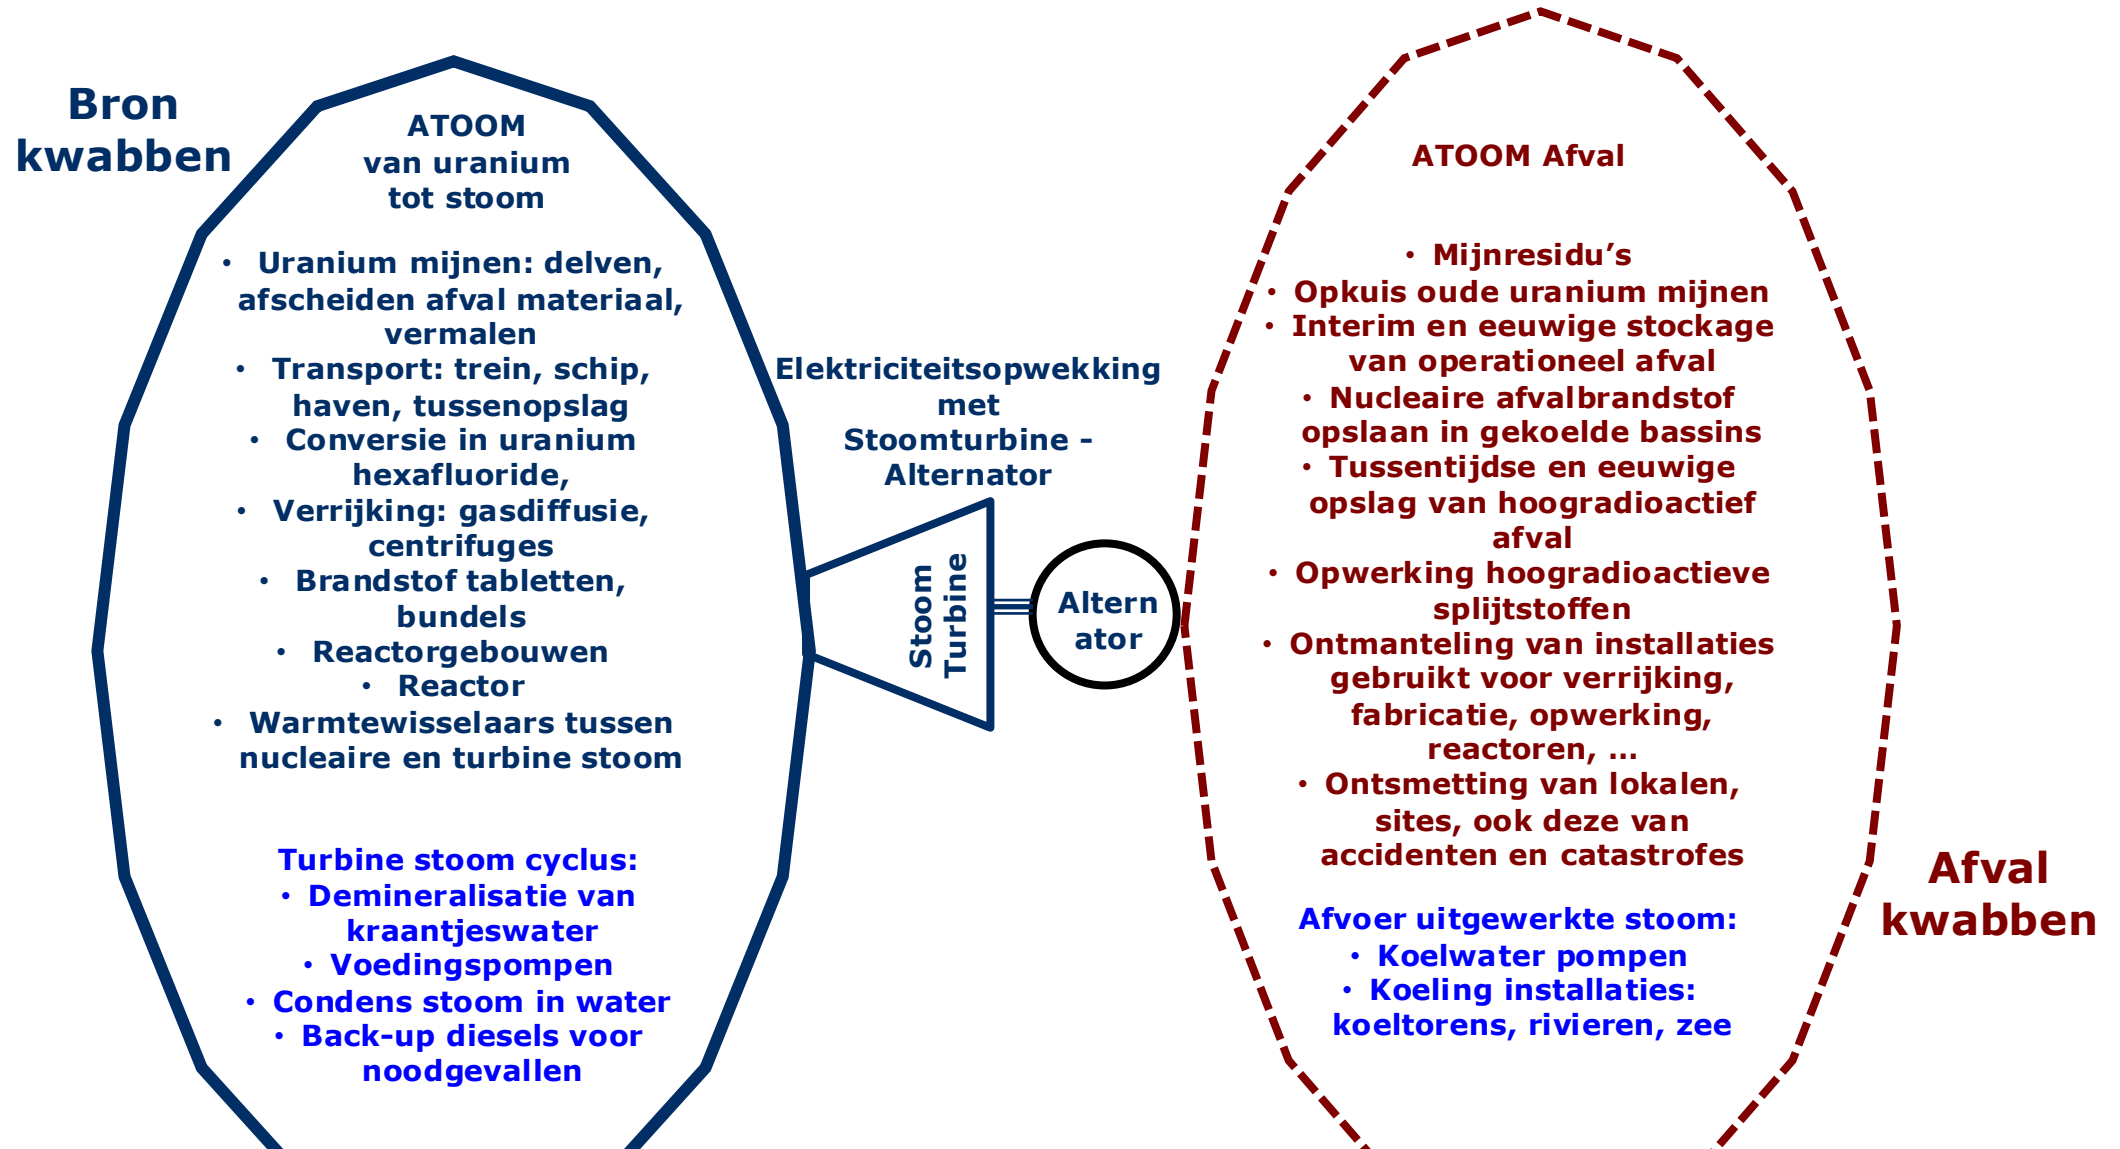 Bron
kwabben
ATOOM
van uranium
tot stoom
• Uranium mijnen: delven,
afscheiden afval materiaal,
vermalen
• Transport: trein, schip,
haven, tussenopslag
• Conversie in uranium
hexafluoride,
• Verrijking: gasdiffusie,
centrifuges
• Brandstof tabletten,
bundels
• Reactorgebouwen
• Reactor
• Warmtewisselaars tussen
nucleaire en turbine stoom
Turbine stoom cyclus:
• Demineralisatie van
kraantjeswater
• Voedingspompen
• Condens stoom in water
• Back-up diesels voor
noodgevallen
Elektriciteitsopwekking
met
Stoomturbine -
Alternator
Stoom
Turbine
Altern
ator
ATOOM Afval
• Mijnresidu’s
• Opkuis oude uranium mijnen
• Interim en eeuwige stockage
van operationeel afval
• Nucleaire afvalbrandstof
opslaan in gekoelde bassins
• Tussentijdse en eeuwige
opslag van hoogradioactief
afval
• Opwerking hoogradioactieve
splijtstoffen
• Ontmanteling van installaties
gebruikt voor verrijking,
fabricatie, opwerking,
reactoren, …
• Ontsmetting van lokalen,
sites, ook deze van
accidenten en catastrofes
Afvoer uitgewerkte stoom:
• Koelwater pompen
• Koeling installaties:
koeltorens, rivieren, zee
Afval
kwabben